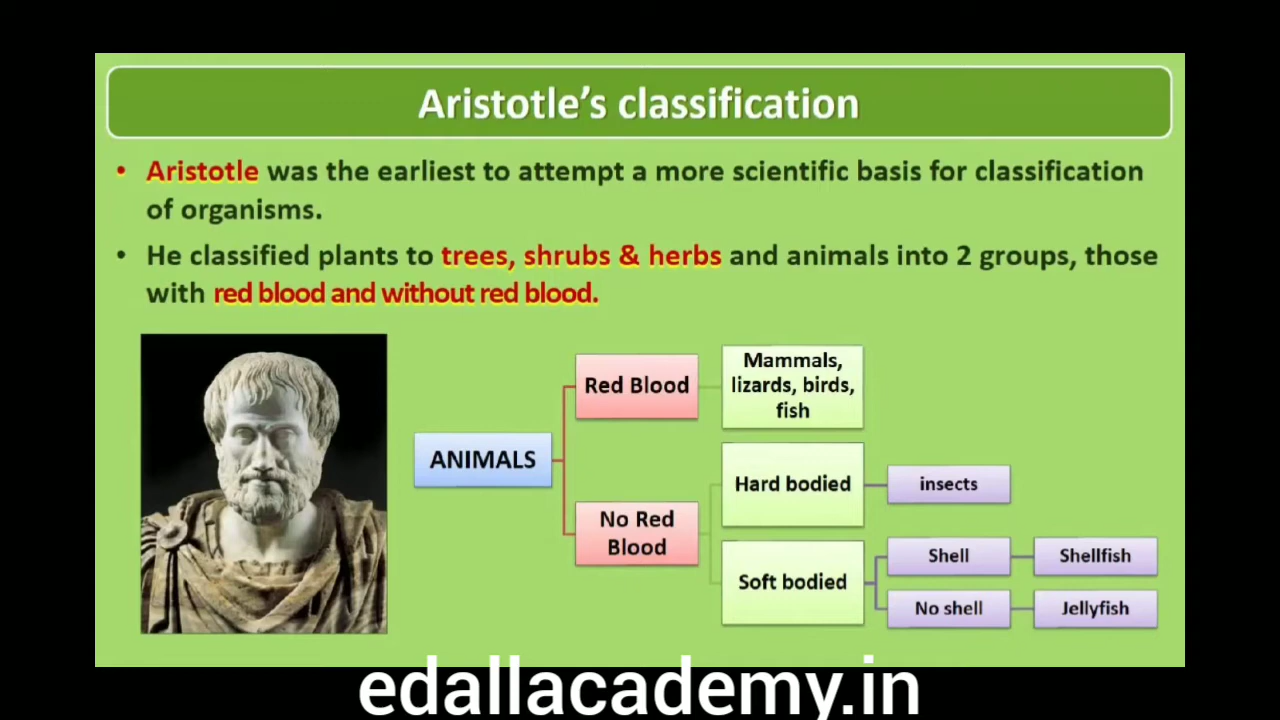 Aristotle's classification
• Aristotle was the earliest to attempt a more scientific basis for classification
of organisms.
• He classified plants to trees, shrubs & herbs and animals into 2 groups, those
with red blood and without red blood.
ANIMALS
Red Blood
Mammals,
lizards, birds,
fish
No Red
Blood
Hard bodied
insects
Soft bodied
Shell
Shellfish
No shell
Jellyfish
edallacademy.in